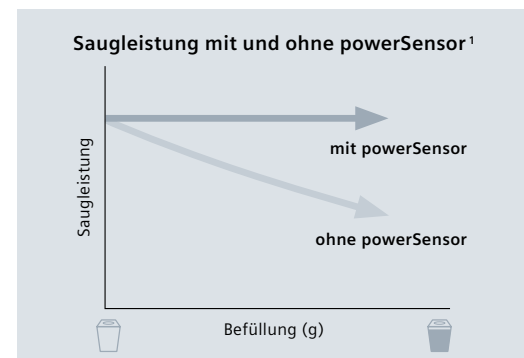 Saugleistung mit und ohne powerSensor¹
mit powerSensor
Saugleistung
ohne powerSensor
Befüllung (g)